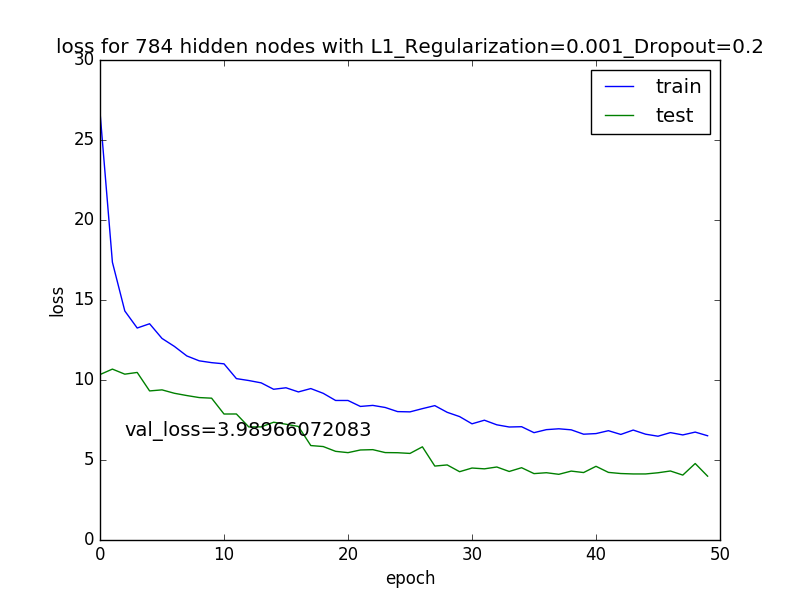 loss for 784 hidden nodes with L1_Regularization=0.001_Dropout=0.2
30
25
20
15
10
5
0
loss
train
test
val_loss=3.98966072083
0 10 20 30 40 50
epoch